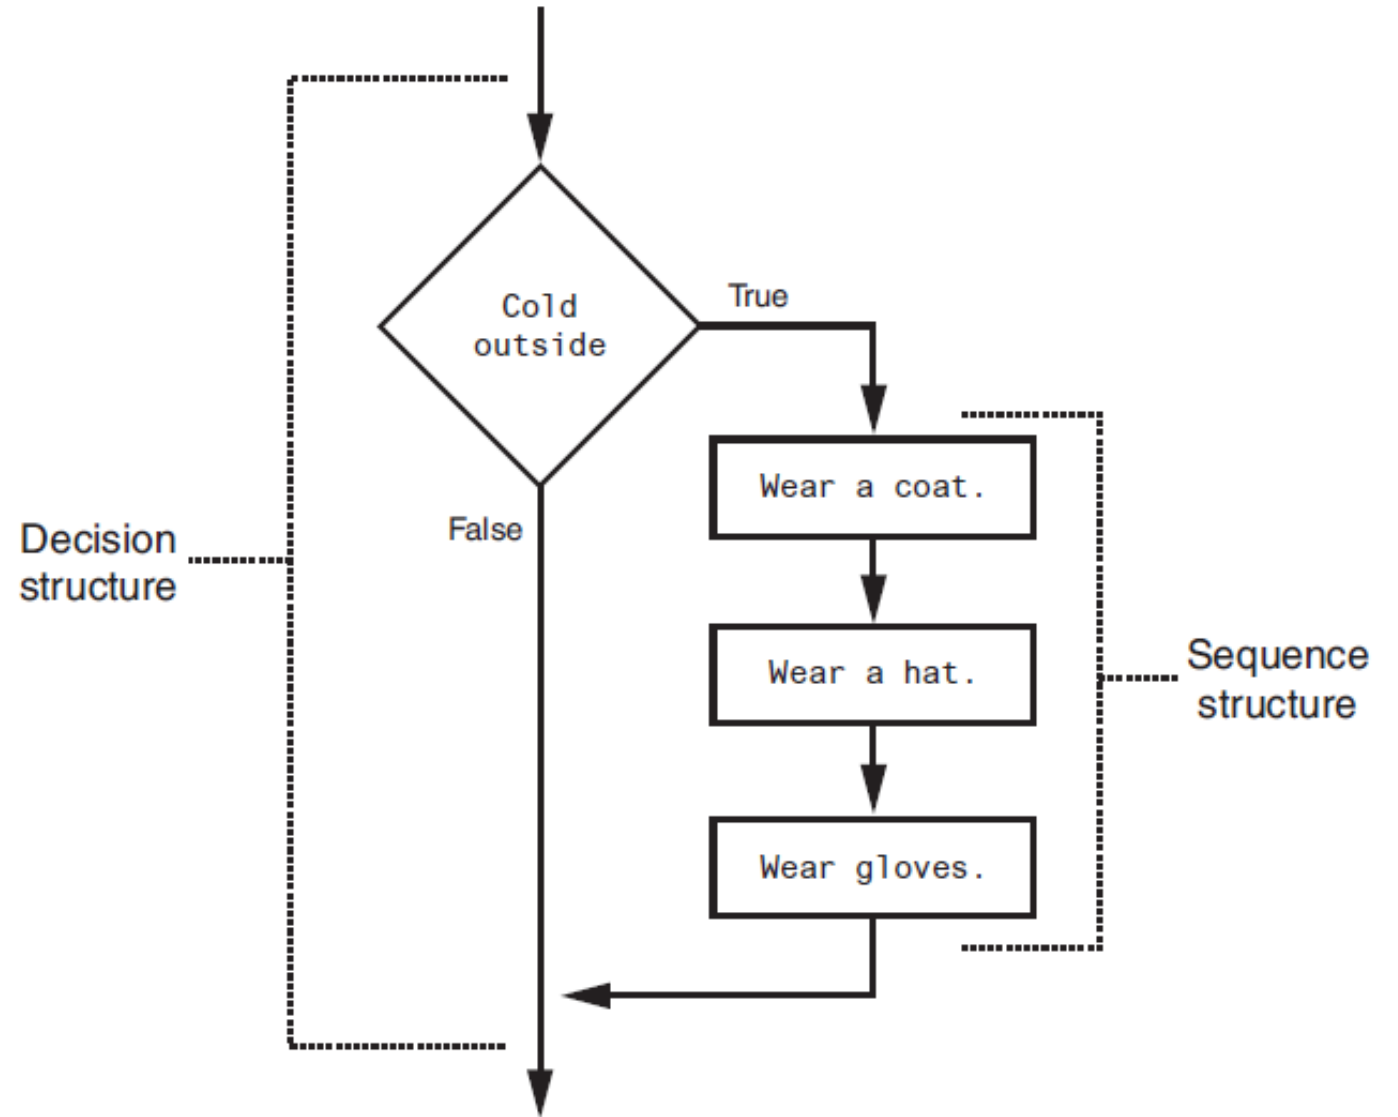 Cold
outside
True
Wear a coat.
False
Decision
structure
Wear a hat.
Sequence
structure
Wear gloves.